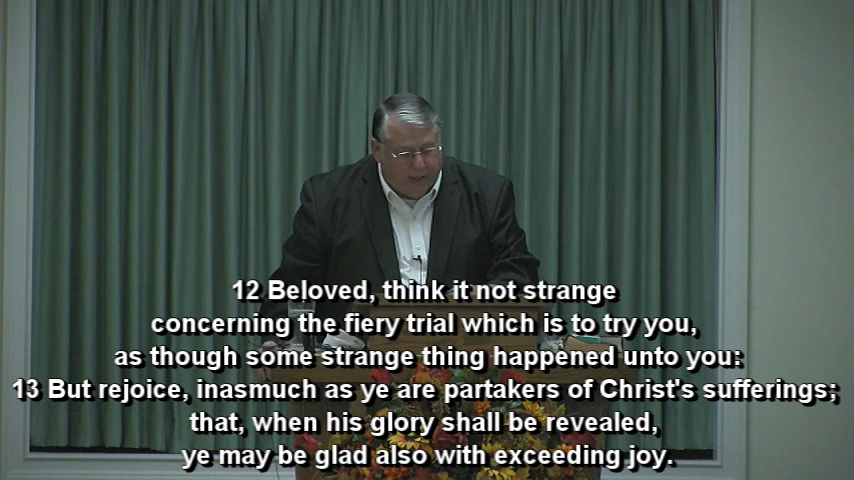 12 Beloved, think it not strange
concerning the fiery trial which is to try you,
as though some strange thing happened unto you:
13 But rejoice, inasmuch as ye are partakers of Christ's sufferings;
that, when his glory shall be revealed,
ye may be glad also with exceeding joy.